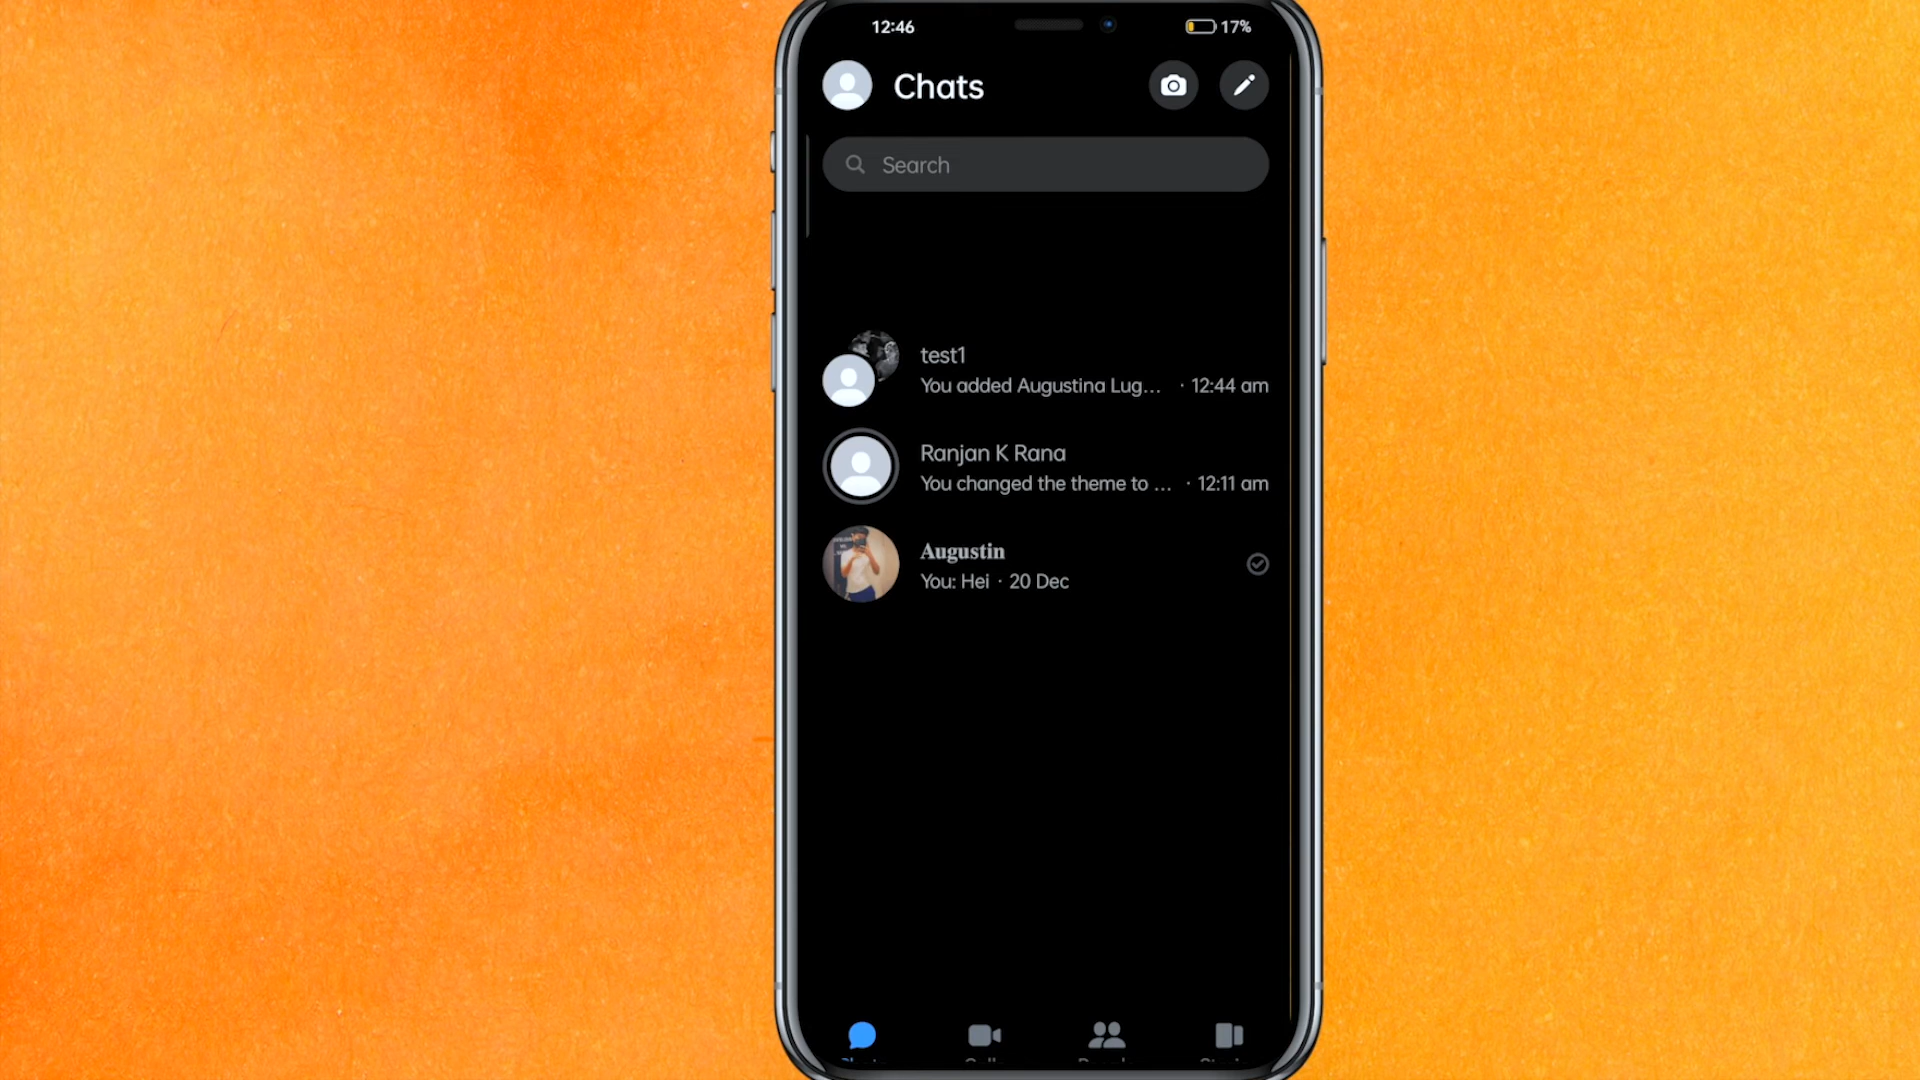 12:46
17%
Chats
Search
test1
You added Augustina Lug... · 12:44 am
Ranjan K Rana
You changed the theme to ... · 12:11 am
Augustin
You: Hei · 20 Dec